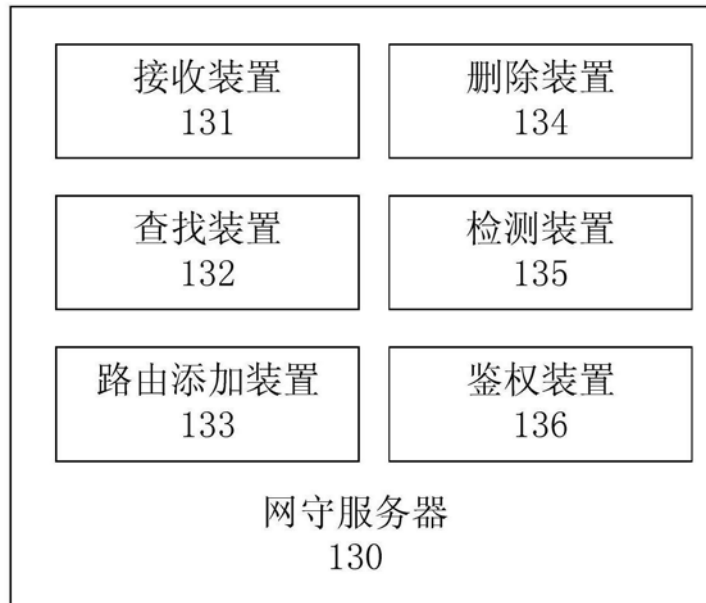 接收装置
131
删除装置
134
查找装置
132
检测装置
135
路由添加装置
133
鉴权装置
136
网守服务器
130